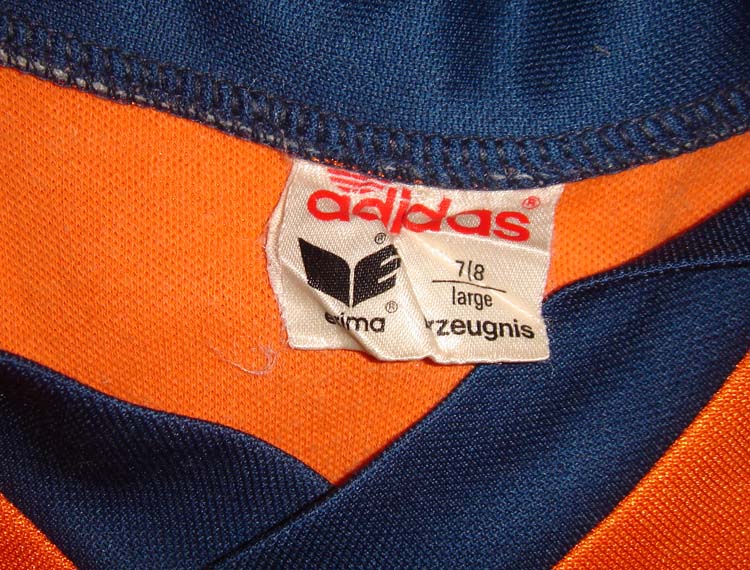 adidas ®
®
7/8
large
erima ®
rzeugnis